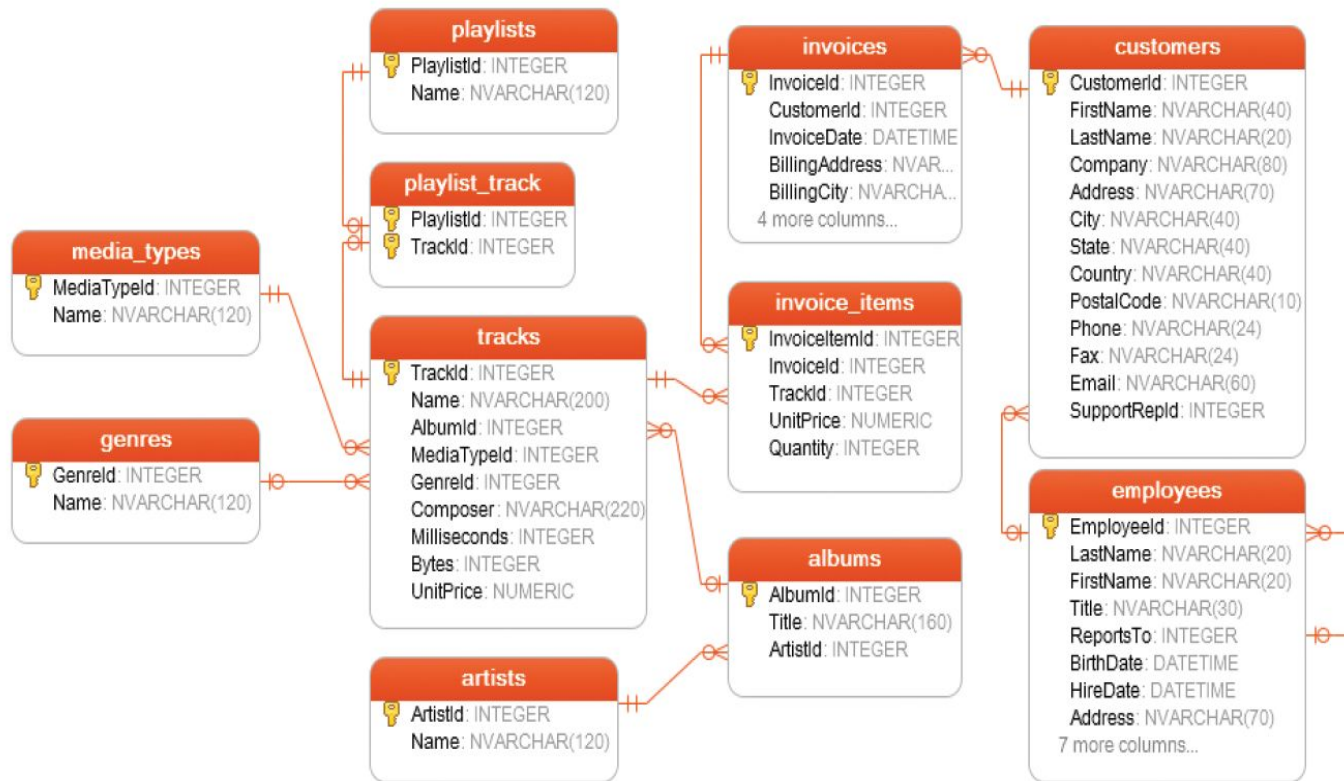 playlists
PlaylistId: INTEGER
Name: NVARCHAR(120)
playlist_track
PlaylistId: INTEGER
TrackId: INTEGER
media_types
MediaTypeId: INTEGER
Name: NVARCHAR(120)
genres
GenreId: INTEGER
Name: NVARCHAR(120)
tracks
TrackId: INTEGER
Name: NVARCHAR(200)
AlbumId: INTEGER
MediaTypeId: INTEGER
GenreId: INTEGER
Composer: NVARCHAR(220)
Milliseconds: INTEGER
Bytes: INTEGER
UnitPrice: NUMERIC
artists
ArtistId: INTEGER
Name: NVARCHAR(120)
invoices
InvoiceId: INTEGER
CustomerId: INTEGER
InvoiceDate: DATETIME
BillingAddress: NVAR...
BillingCity: NVARCHA...
4 more columns...
invoice_items
InvoiceItemId: INTEGER
InvoiceId: INTEGER
TrackId: INTEGER
UnitPrice: NUMERIC
Quantity: INTEGER
albums
AlbumId: INTEGER
Title: NVARCHAR(160)
ArtistId: INTEGER
customers
CustomerId: INTEGER
FirstName: NVARCHAR(40)
LastName: NVARCHAR(20)
Company: NVARCHAR(80)
Address: NVARCHAR(70)
City: NVARCHAR(40)
State: NVARCHAR(40)
Country: NVARCHAR(40)
PostalCode: NVARCHAR(10)
Phone: NVARCHAR(24)
Fax: NVARCHAR(24)
Email: NVARCHAR(60)
SupportRepId: INTEGER
employees
EmployeeId: INTEGER
LastName: NVARCHAR(20)
FirstName: NVARCHAR(20)
Title: NVARCHAR(30)
ReportsTo: INTEGER
BirthDate: DATETIME
HireDate: DATETIME
Address: NVARCHAR(70)
7 more columns...